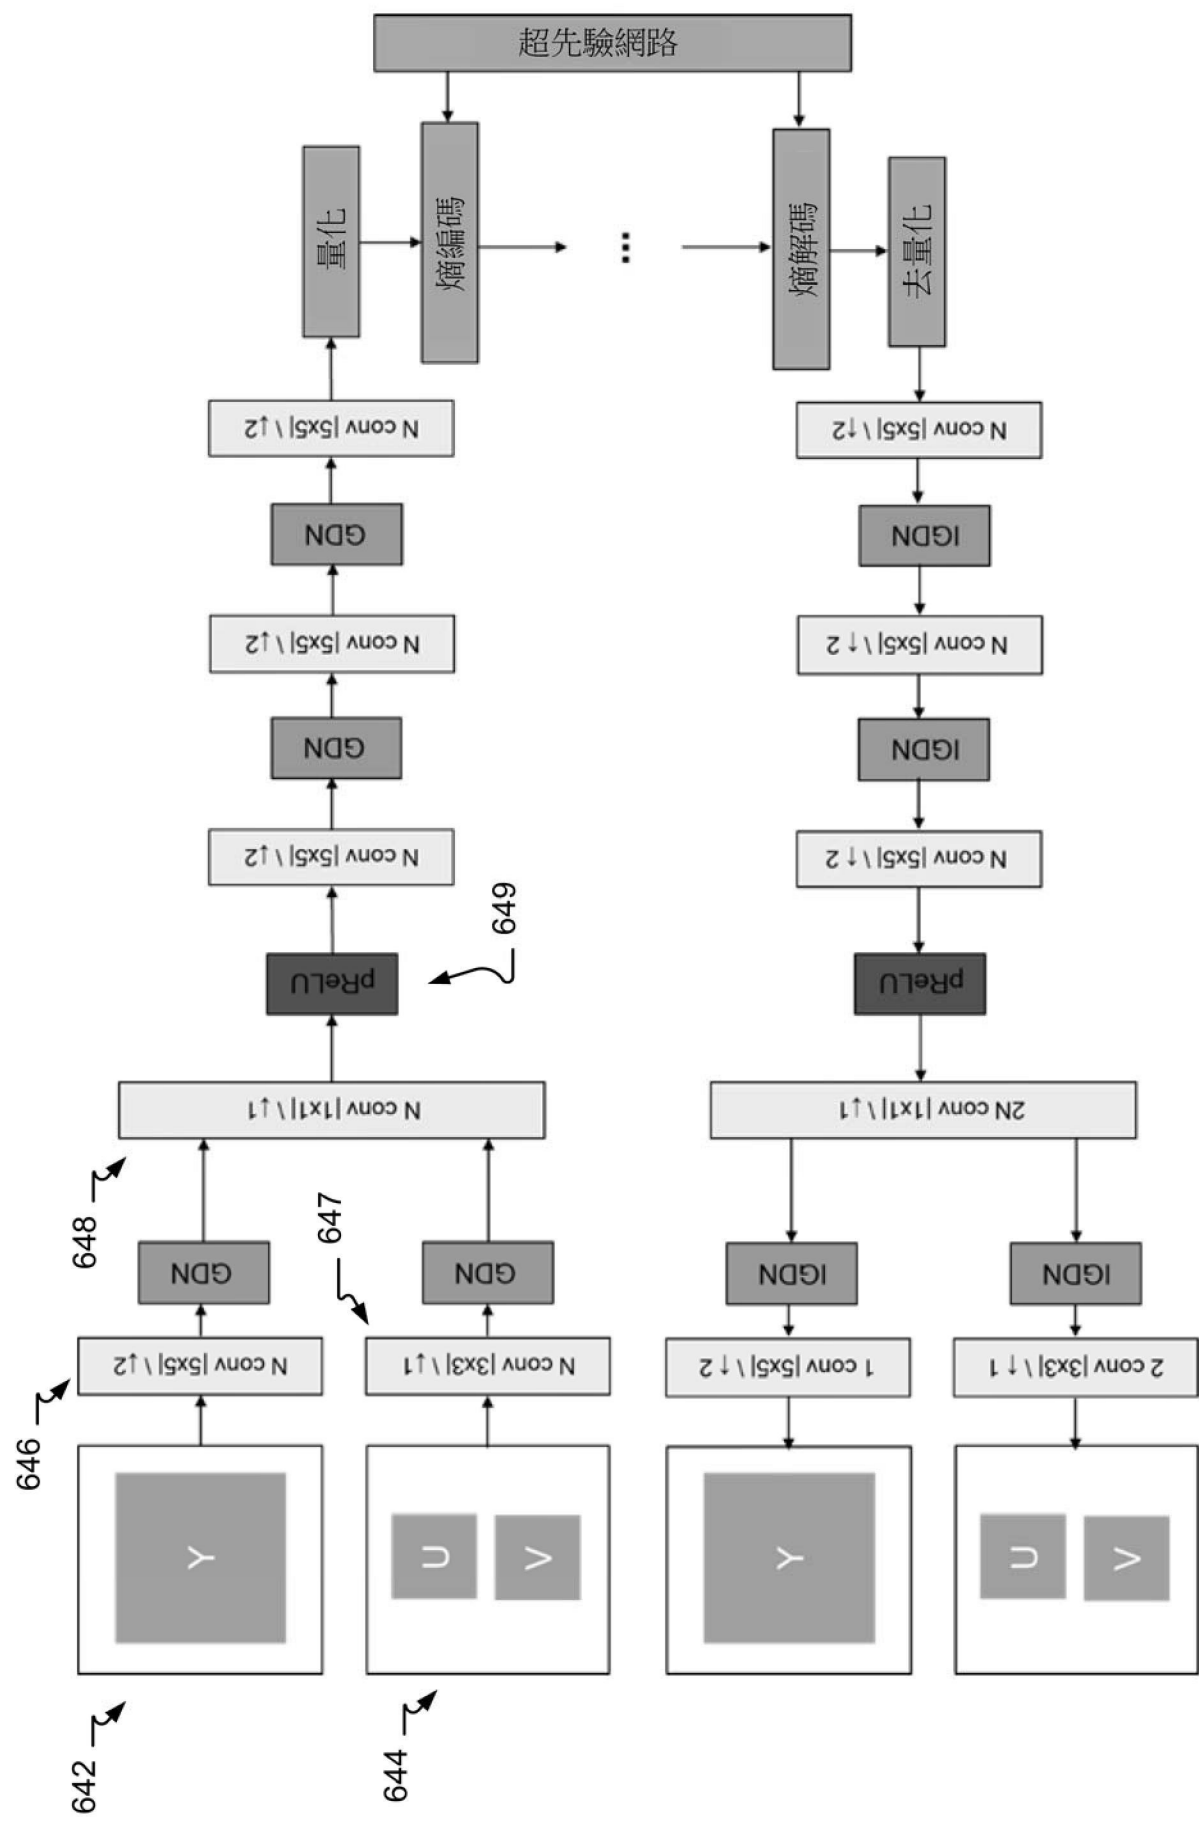 超先驗網路
量化
熵編碼
...
熵解碼
去量化
N conv |5x5| \ ↓2
N conv |5x5| \ ↑2
GDN
IGDN
N conv |5x5| \ ↓2
N conv |5x5| \ ↑ 2
GDN
IGDN
N conv |5x5| \ ↓2
N conv |5x5| \ ↑ 2
649
pReLU
pReLU
N conv |1x1| \ ↓1
2N conv |1x1| \ ↓1
648
647
GDN
GDN
IGDN
IGDN
646
N conv |5x5| \ ↓2
N conv |3x3| \ ↓1
1 conv |5x5| \ ↑ 2
2 conv |3x3| \ ↑ 1
Y
U
V
Y
U
V
642
644